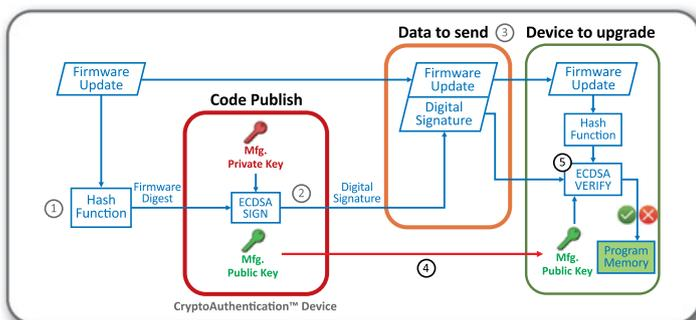 Data to send
3
Device to upgrade
Firmware
Update
Firmware
Update
Digital
Signature
Firmware
Update
Code Publish
Mfg.
Private Key
Hash
Function
1
Hash
Function
Firmware
Digest
ECDSA
SIGN
2
Digital
Signature
5
ECDSA
VERIFY
Mfg.
Public Key
4
Mfg.
Public Key
Program
Memory
CryptoAuthentication™ Device